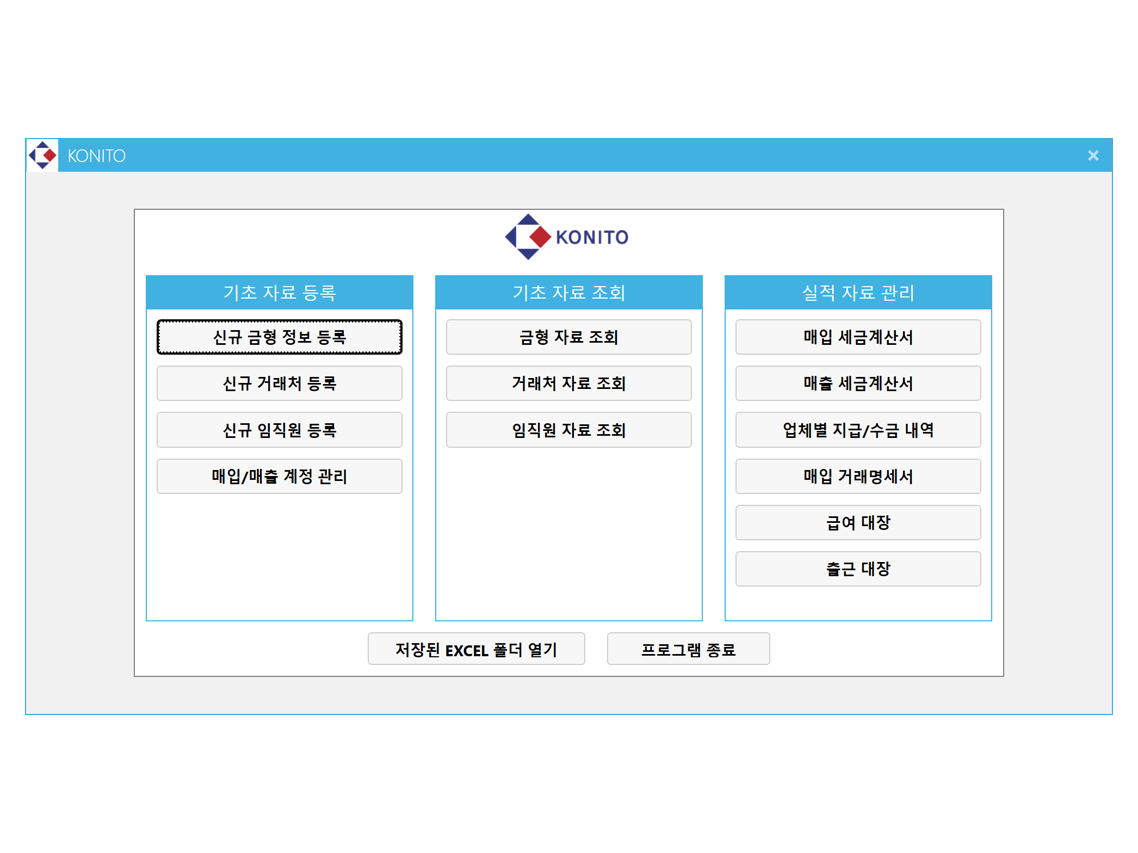 KONITO
KONITO
기초 자료 등록
신규 금형 정보 등록
신규 거래처 등록
신규 임직원 등록
매입/매출 계정 관리
기초 자료 조회
금형 자료 조회
거래처 자료 조회
임직원 자료 조회
실적 자료 관리
매입 세금계산서
매출 세금계산서
업체별 지급/수금 내역
매입 거래명세서
급여 대장
출근 대장
저장된 EXCEL 폴더 열기
프로그램 종료